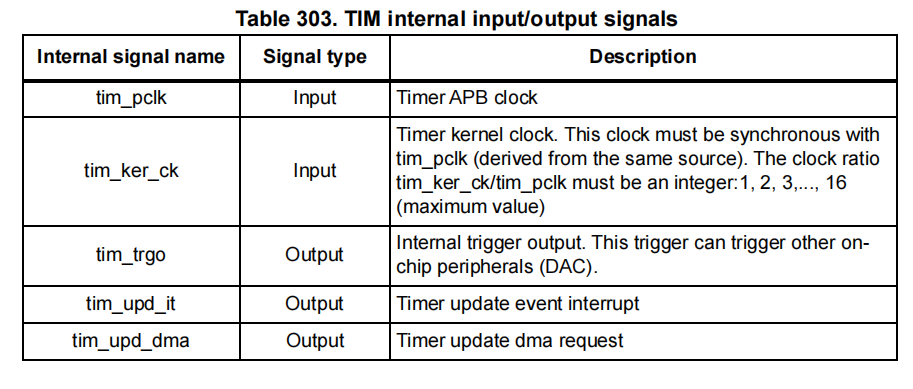 Table 303. TIM internal input/output signals
Internal signal name Signal type Description
tim_pclk Input Timer APB clock
tim_ker_ck Input Timer kernel clock. This clock must be synchronous with
tim_pclk (derived from the same source). The clock ratio
tim_ker_ck/tim_pclk must be an integer:1, 2, 3,..., 16
(maximum value)
tim_trgo Output Internal trigger output. This trigger can trigger other on-
chip peripherals (DAC).
tim_upd_it Output Timer update event interrupt
tim_upd_dma Output Timer update dma request